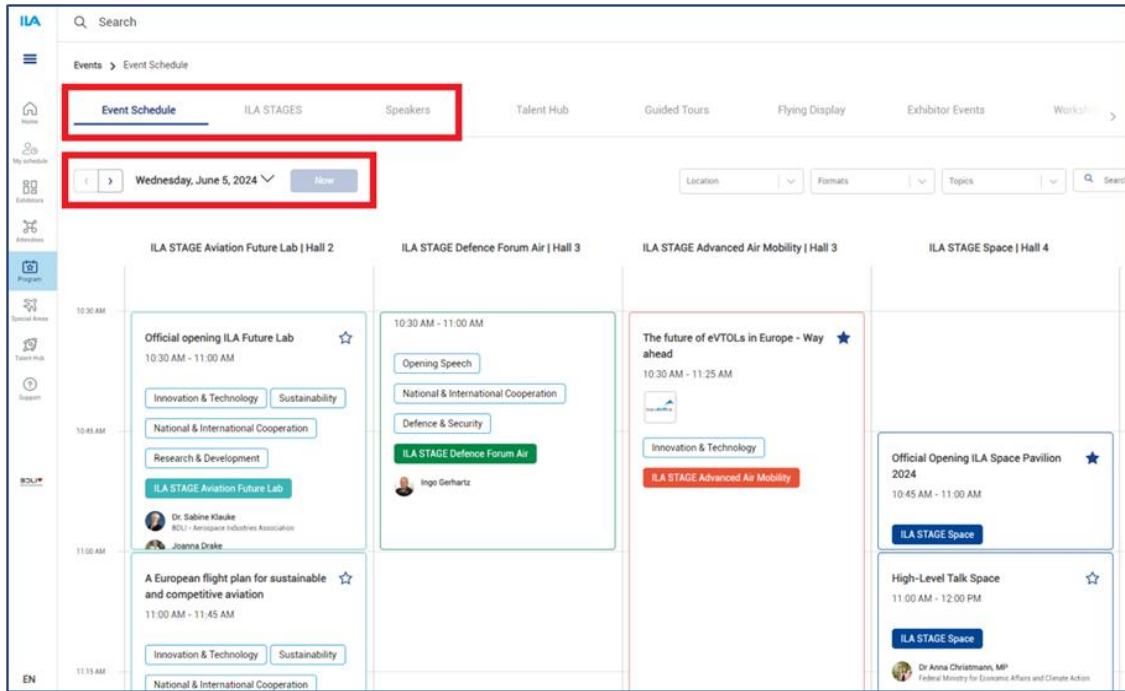 ILA
Search
Events > Event Schedule
Event Schedule
ILA STAGES
Speakers
Talent Hub
Guided Tours
Flying Display
Exhibitor Events
Home
My schedule
Exhibitors
Attendees
Program
Special Areas
Talent Hub
Support
BDLI
EN
Wednesday, June 5, 2024
Now
Location
Formats
Topics
ILA STAGE Aviation Future Lab | Hall 2
ILA STAGE Defence Forum Air | Hall 3
ILA STAGE Advanced Air Mobility | Hall 3
ILA STAGE Space | Hall 4
10:30 AM
10:45 AM
11:00 AM
11:15 AM
Official opening ILA Future Lab
10:30 AM - 11:00 AM
Innovation & Technology
Sustainability
National & International Cooperation
Research & Development
ILA STAGE Aviation Future Lab
Dr. Sabine Klauke
BDLI - Aerospace Industries Association
Joanna Drake
A European flight plan for sustainable
and competitive aviation
11:00 AM - 11:45 AM
Innovation & Technology
Sustainability
National & International Cooperation
10:30 AM - 11:00 AM
Opening Speech
National & International Cooperation
Defence & Security
ILA STAGE Defence Forum Air
Ingo Gerhartz
The future of eVTOLs in Europe - Way
ahead
10:30 AM - 11:25 AM
Innovation & Technology
ILA STAGE Advanced Air Mobility
Official Opening ILA Space Pavilion
2024
10:45 AM - 11:00 AM
ILA STAGE Space
High-Level Talk Space
11:00 AM - 12:00 PM
ILA STAGE Space
Dr Anna Christmann, MP
Federal Ministry for Economic Affairs and Climate Action